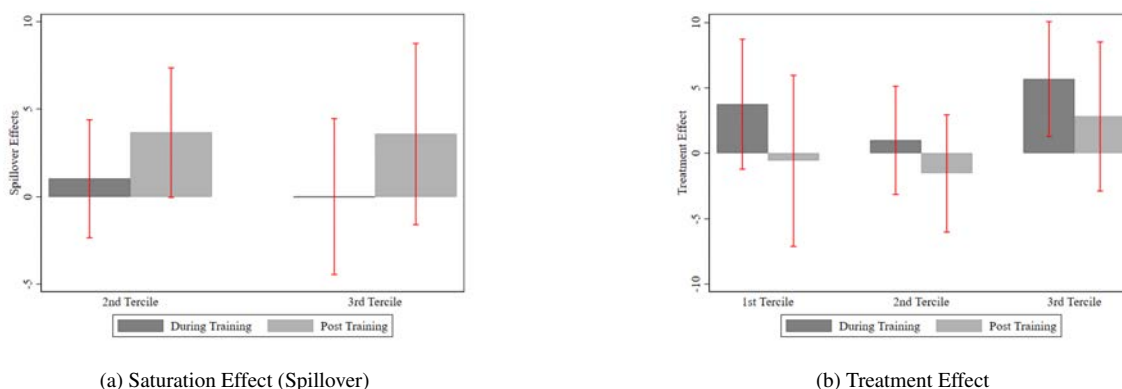 10
5
0
-5
Spillover Effects
2nd Tercile
3rd Tercile
During Training
Post Training
(a) Saturation Effect (Spillover)
10
5
0
-5
-10
Treatment Effect
1st Tercile
2nd Tercile
3rd Tercile
During Training
Post Training
(b) Treatment Effect